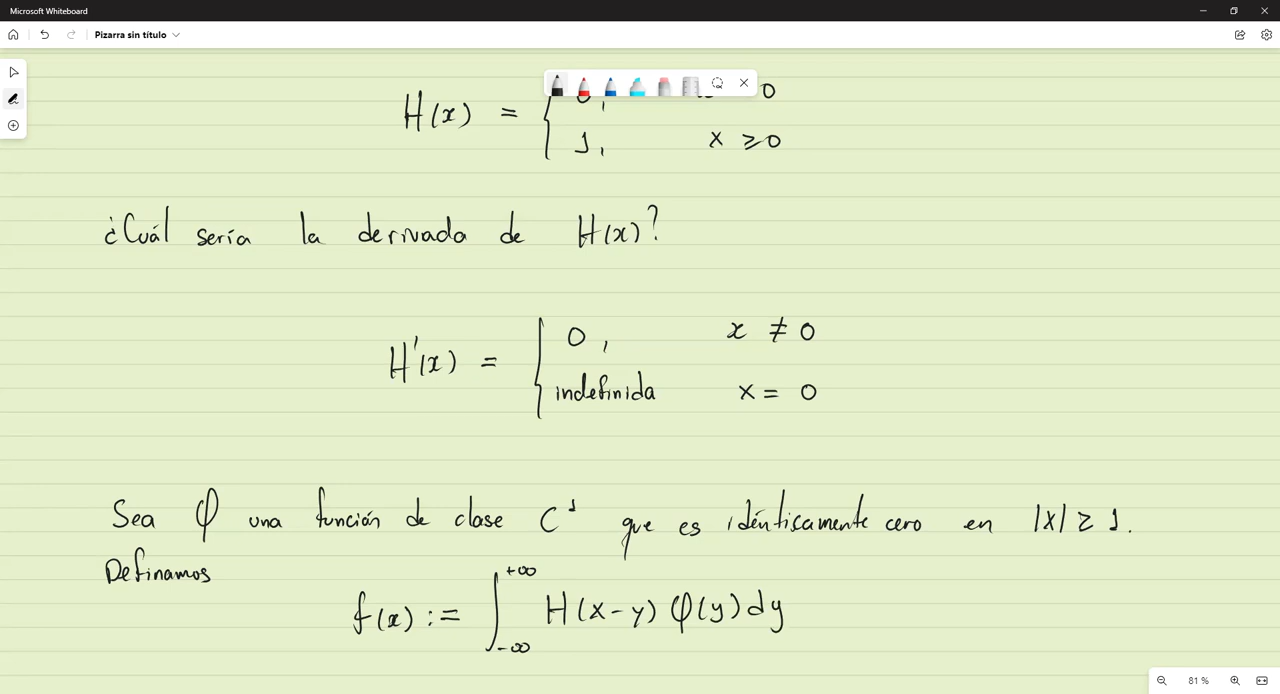 Microsoft Whiteboard
Pizarra sin título
H(x) = { 0, 0
1, x ≥ 0
¿Cuál sería la derivada de H(x)?
H'(x) = { 0, x ≠ 0
indefinida x = 0
Sea φ una función de clase C¹ que es idénticamente cero en |x| ≥ 1.
Definamos
f(x) := ∫_{-∞}^{+∞} H(x-y) φ(y) dy
81 %